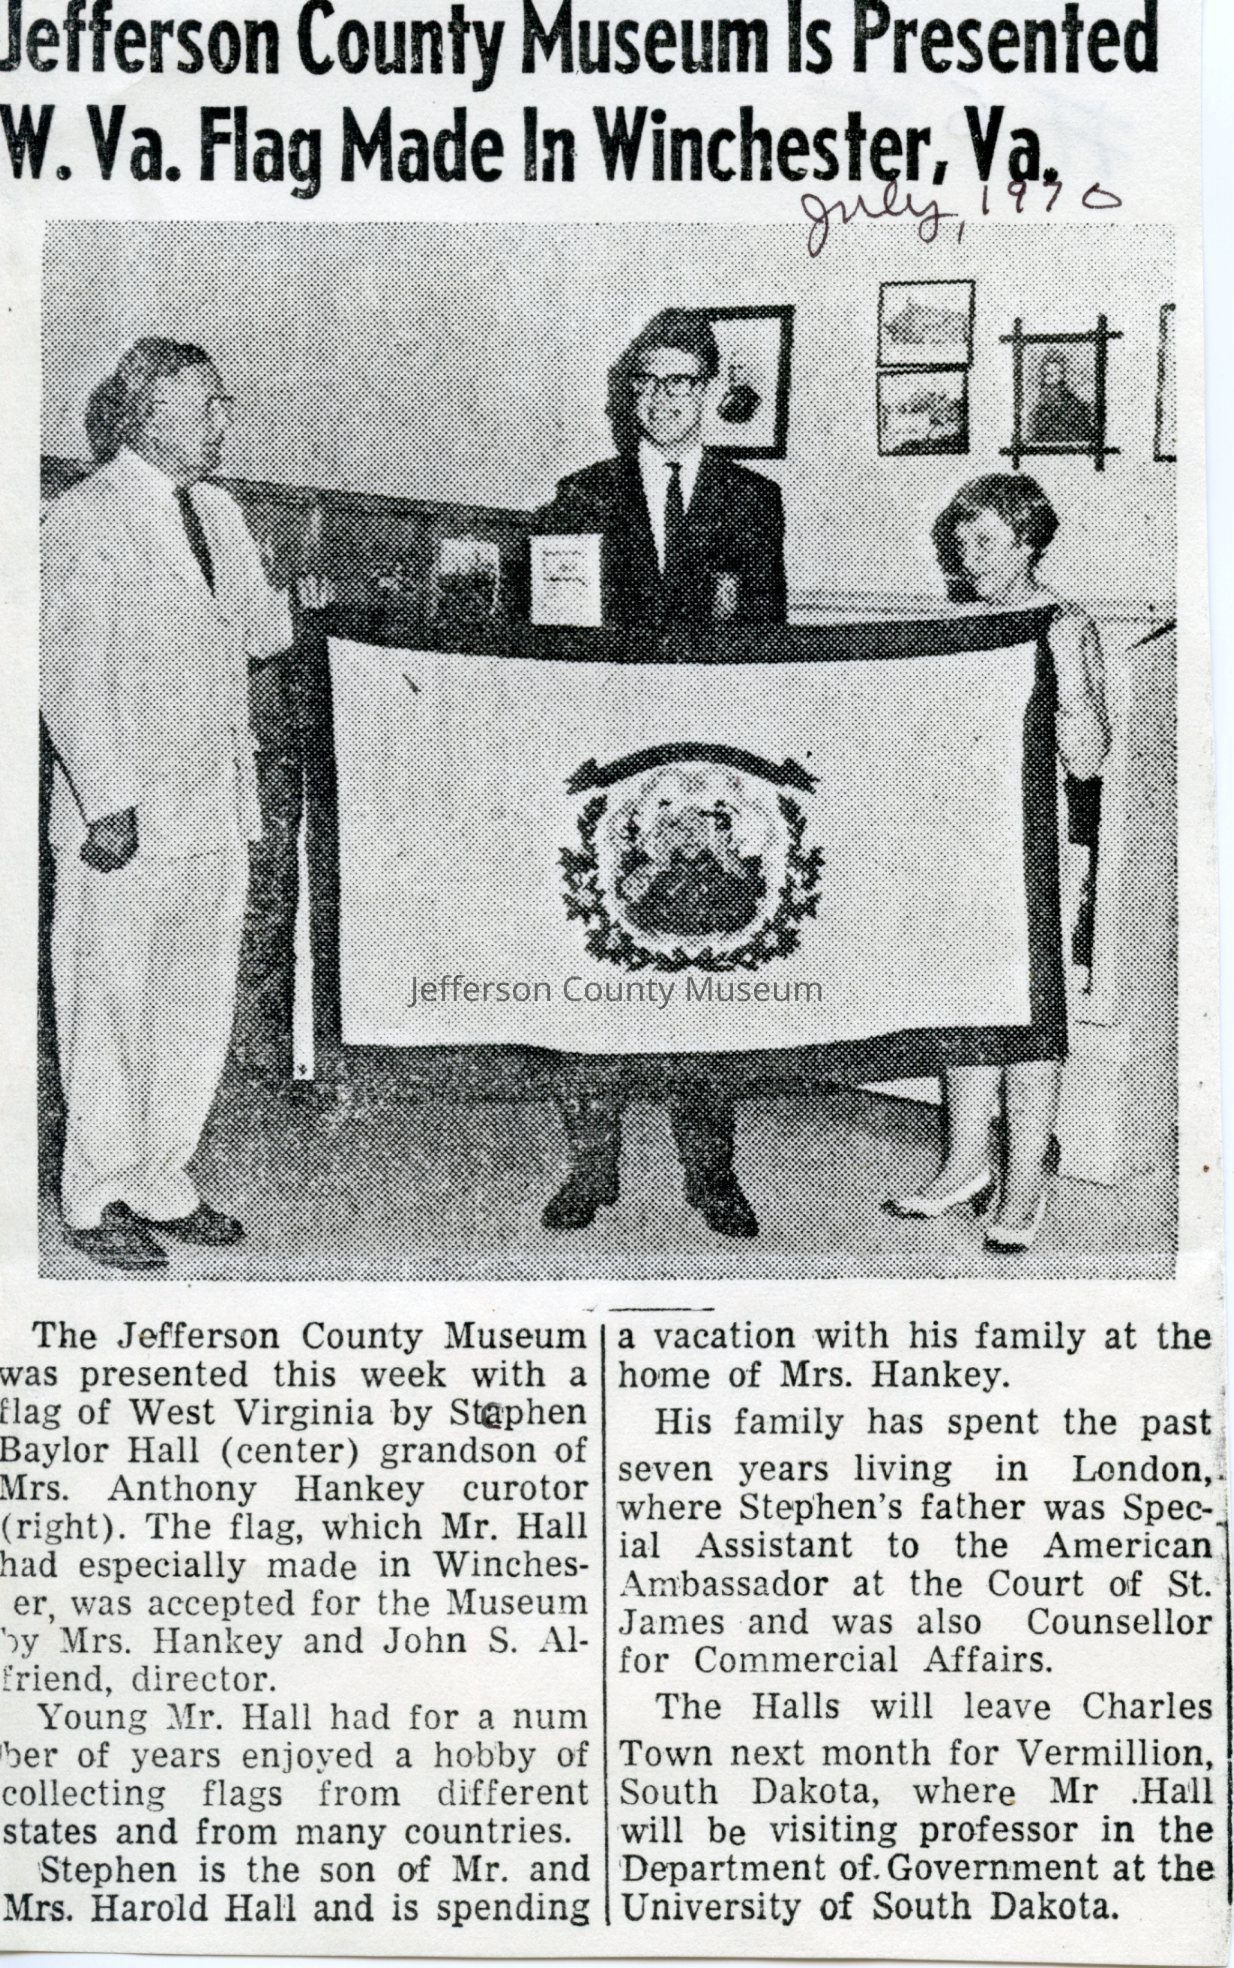 Jefferson County Museum Is Presented
W. Va. Flag Made In Winchester, Va.
July, 1970
Jefferson County Museum
The Jefferson County Museum
was presented this week with a
flag of West Virginia by Stephen
Baylor Hall (center) grandson of
Mrs. Anthony Hankey curotor
(right). The flag, which Mr. Hall
had especially made in Winches-
er, was accepted for the Museum
by Mrs. Hankey and John S. Al-
friend, director.
Young Mr. Hall had for a num
ber of years enjoyed a hobby of
collecting flags from different
states and from many countries.
Stephen is the son of Mr. and
Mrs. Harold Hall and is spending
a vacation with his family at the
home of Mrs. Hankey.
His family has spent the past
seven years living in London,
where Stephen's father was Spec-
ial Assistant to the American
Ambassador at the Court of St.
James and was also Counsellor
for Commercial Affairs.
The Halls will leave Charles
Town next month for Vermillion,
South Dakota, where Mr .Hall
will be visiting professor in the
Department of Government at the
University of South Dakota.